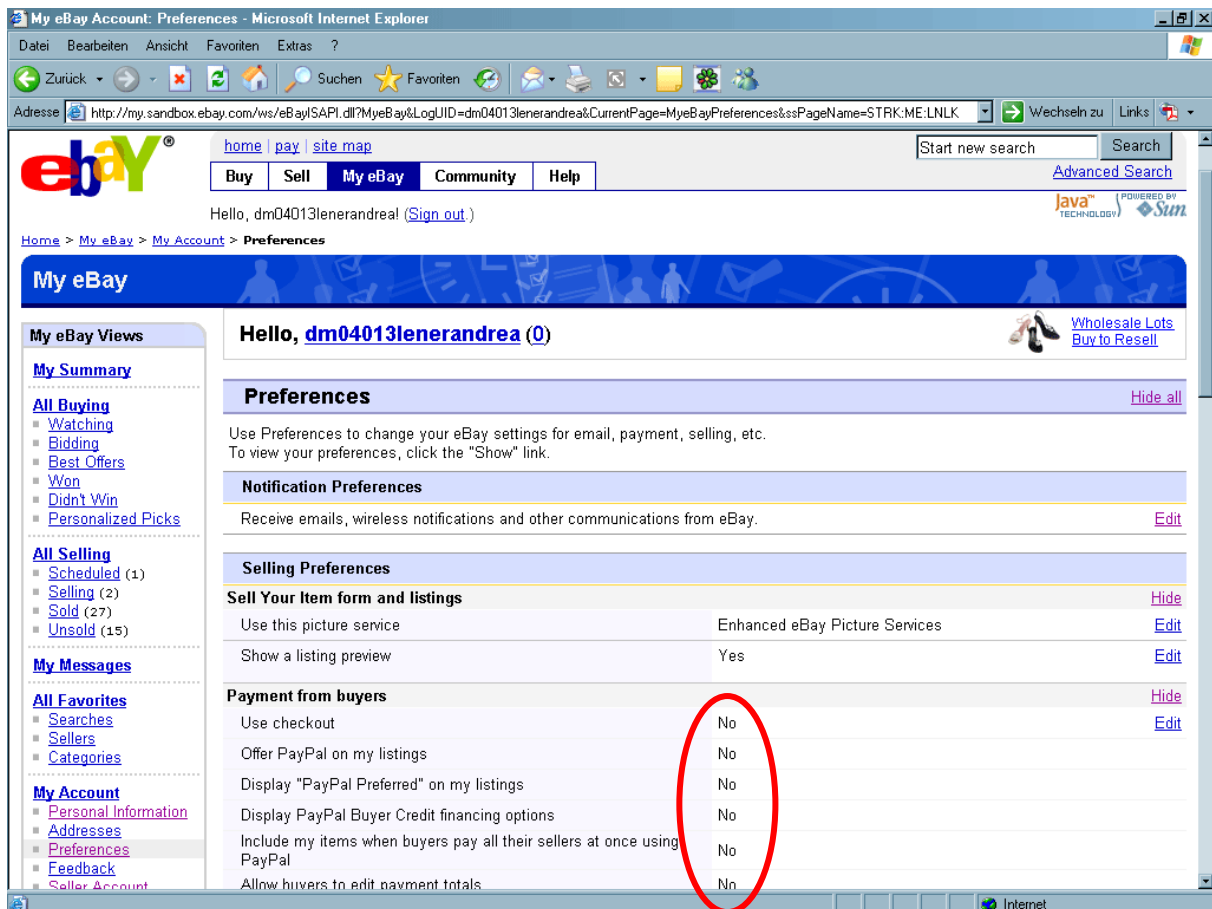 My eBay Account: Preferences - Microsoft Internet Explorer
Datei Bearbeiten Ansicht Favoriten Extras ?
Zurück Suchen Favoriten
Adresse http://my.sandbox.ebay.com/ws/eBayISAPI.dll?MyeBay&LogUID=dm04013lenerandrea&CurrentPage=MyeBayPreferences&ssPageName=STRK:ME:LNLK Wechseln zu Links
ebaY®
home | pay | site map
Start new search Search
Buy Sell My eBay Community Help
Advanced Search
Hello, dm04013lenerandrea! (Sign out.)
Java™ TECHNOLOGY POWERED BY Sun
Home > My eBay > My Account > Preferences
My eBay
My eBay Views
My Summary
All Buying
Watching
Bidding
Best Offers
Won
Didn't Win
Personalized Picks
All Selling
Scheduled (1)
Selling (2)
Sold (27)
Unsold (15)
My Messages
All Favorites
Searches
Sellers
Categories
My Account
Personal Information
Addresses
Preferences
Feedback
Seller Account
Hello, dm04013lenerandrea (0)
Wholesale Lots
Buy to Resell
Preferences Hide all
Use Preferences to change your eBay settings for email, payment, selling, etc.
To view your preferences, click the "Show" link.
Notification Preferences
Receive emails, wireless notifications and other communications from eBay. Edit
Selling Preferences
Sell Your Item form and listings Hide
Use this picture service Enhanced eBay Picture Services Edit
Show a listing preview Yes Edit
Payment from buyers Hide
Use checkout No Edit
Offer PayPal on my listings No
Display "PayPal Preferred" on my listings No
Display PayPal Buyer Credit financing options No
Include my items when buyers pay all their sellers at once using
PayPal No
Allow buyers to edit payment totals No
Internet